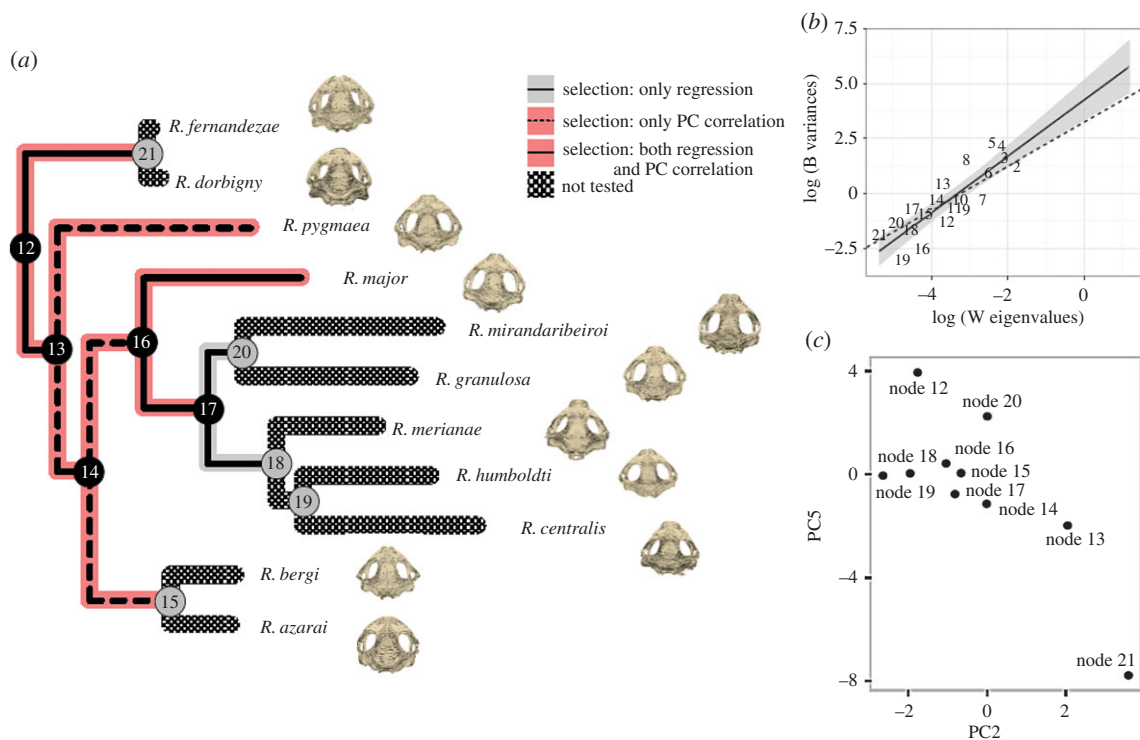 (a)
selection: only regression
selection: only PC correlation
selection: both regression
and PC correlation
not tested
R. fernandezae
21
R. dorbigny
R. pygmaea
12
R. major
13
16
R. mirandaribeiroi
20
R. granulosa
17
R. merianae
14
18
R. humboldti
19
R. centralis
R. bergi
15
R. azarai
(b)
7.5
5.0
2.5
0
−2.5
log (B variances)
5 4
8 3
6 2
13
14 10 7
17 15 9 11
20 12
21 18
16
19
−4 −2 0
log (W eigenvalues)
(c)
4
0
−4
−8
PC5
node 12
node 20
node 18 node 16
node 15
node 19 node 17
node 14
node 13
node 21
−2 0 2
PC2